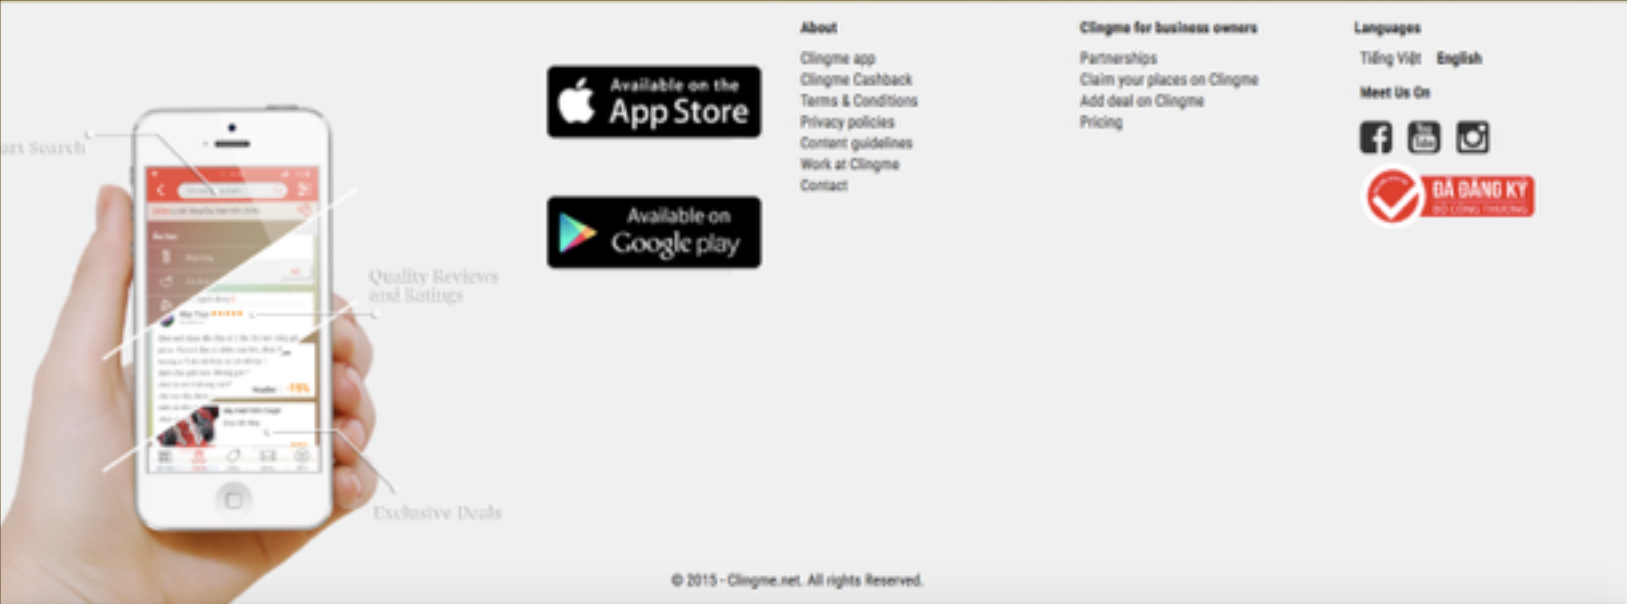 art Search
Quality Reviews
and Ratings
Exclusive Deals
-15%
Available on the
App Store
Available on
Google play
About
Clingme app
Clingme Cashback
Terms & Conditions
Privacy policies
Content guidelines
Work at Clingme
Contact
Clingme for business owners
Partnerships
Claim your places on Clingme
Add deal on Clingme
Pricing
Languages
Tiếng Việt English
Meet Us On
You
Tube
ĐÃ ĐĂNG KÝ
BỘ CÔNG THƯƠNG
© 2015 - Clingme.net. All rights Reserved.